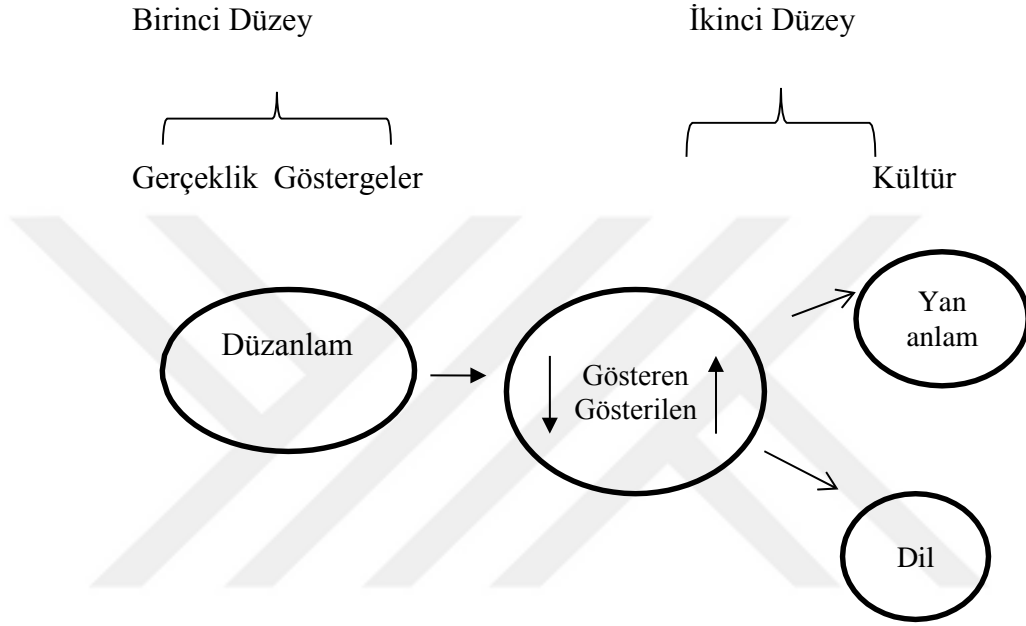 Birinci Düzey
İkinci Düzey
Gerçeklik Göstergeler
Kültür
Düzanlam
Gösteren
Gösterilen
Yan
anlam
Dil